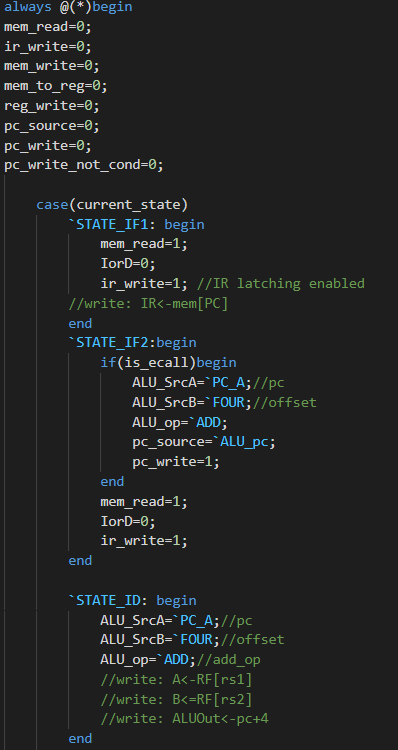 always @(*)begin
mem_read=0;
ir_write=0;
mem_write=0;
mem_to_reg=0;
reg_write=0;
pc_source=0;
pc_write=0;
pc_write_not_cond=0;
case(current_state)
`STATE_IF1: begin
mem_read=1;
IorD=0;
ir_write=1; //IR latching enabled
//write: IR<-mem[PC]
end
`STATE_IF2:begin
if(is_ecall)begin
ALU_SrcA=`PC_A;//pc
ALU_SrcB=`FOUR;//offset
ALU_op=`ADD;
pc_source=`ALU_pc;
pc_write=1;
end
mem_read=1;
IorD=0;
ir_write=1;
end
`STATE_ID: begin
ALU_SrcA=`PC_A;//pc
ALU_SrcB=`FOUR;//offset
ALU_op=`ADD;//add_op
//write: A<-RF[rs1]
//write: B<=RF[rs2]
//write: ALUOut<-pc+4
end